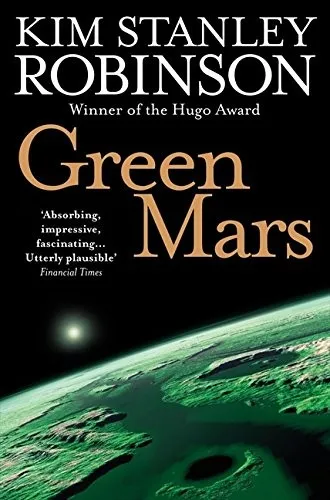 KIM STANLEY
ROBINSON
Winner of the Hugo Award
Green
Mars
‘Absorbing,
impressive,
fascinating...
Utterly plausible’
Financial Times